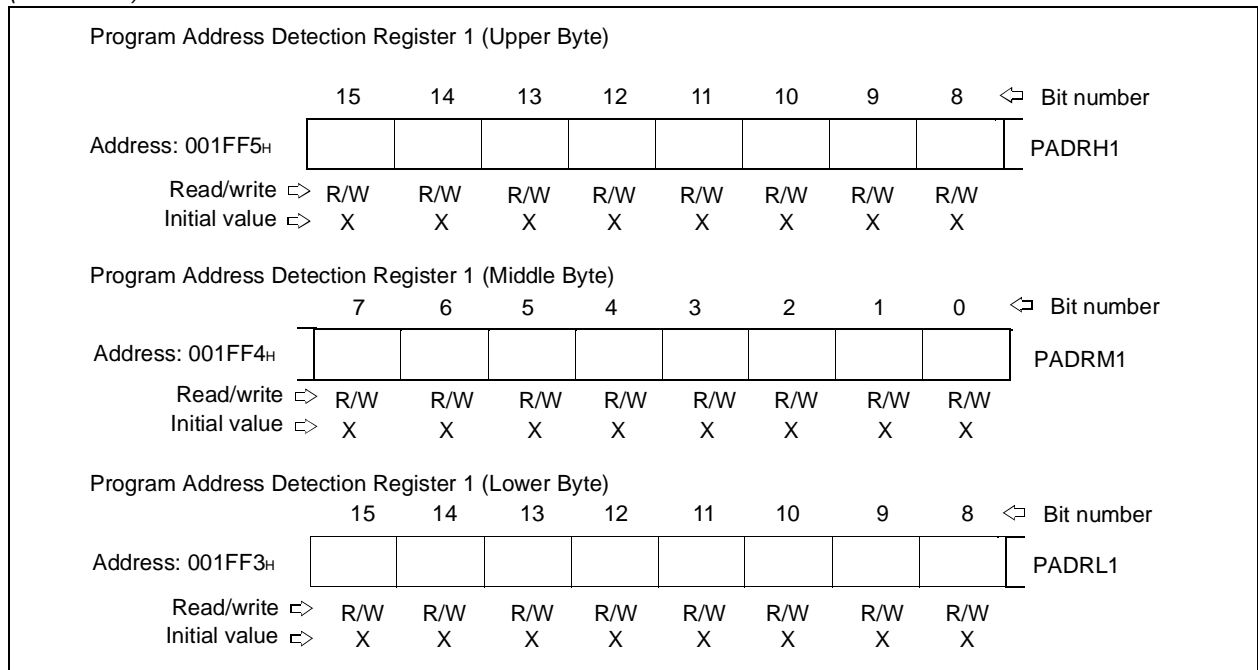 Program Address Detection Register 1 (Upper Byte)
15 14 13 12 11 10 9 8 ⇦ Bit number
Address: 001FF5H PADRH1
Read/write ⇨ R/W R/W R/W R/W R/W R/W R/W R/W
Initial value ⇨ X X X X X X X X
Program Address Detection Register 1 (Middle Byte)
7 6 5 4 3 2 1 0 ⇦ Bit number
Address: 001FF4H PADRM1
Read/write ⇨ R/W R/W R/W R/W R/W R/W R/W R/W
Initial value ⇨ X X X X X X X X
Program Address Detection Register 1 (Lower Byte)
15 14 13 12 11 10 9 8 ⇦ Bit number
Address: 001FF3H PADRL1
Read/write ⇨ R/W R/W R/W R/W R/W R/W R/W R/W
Initial value ⇨ X X X X X X X X